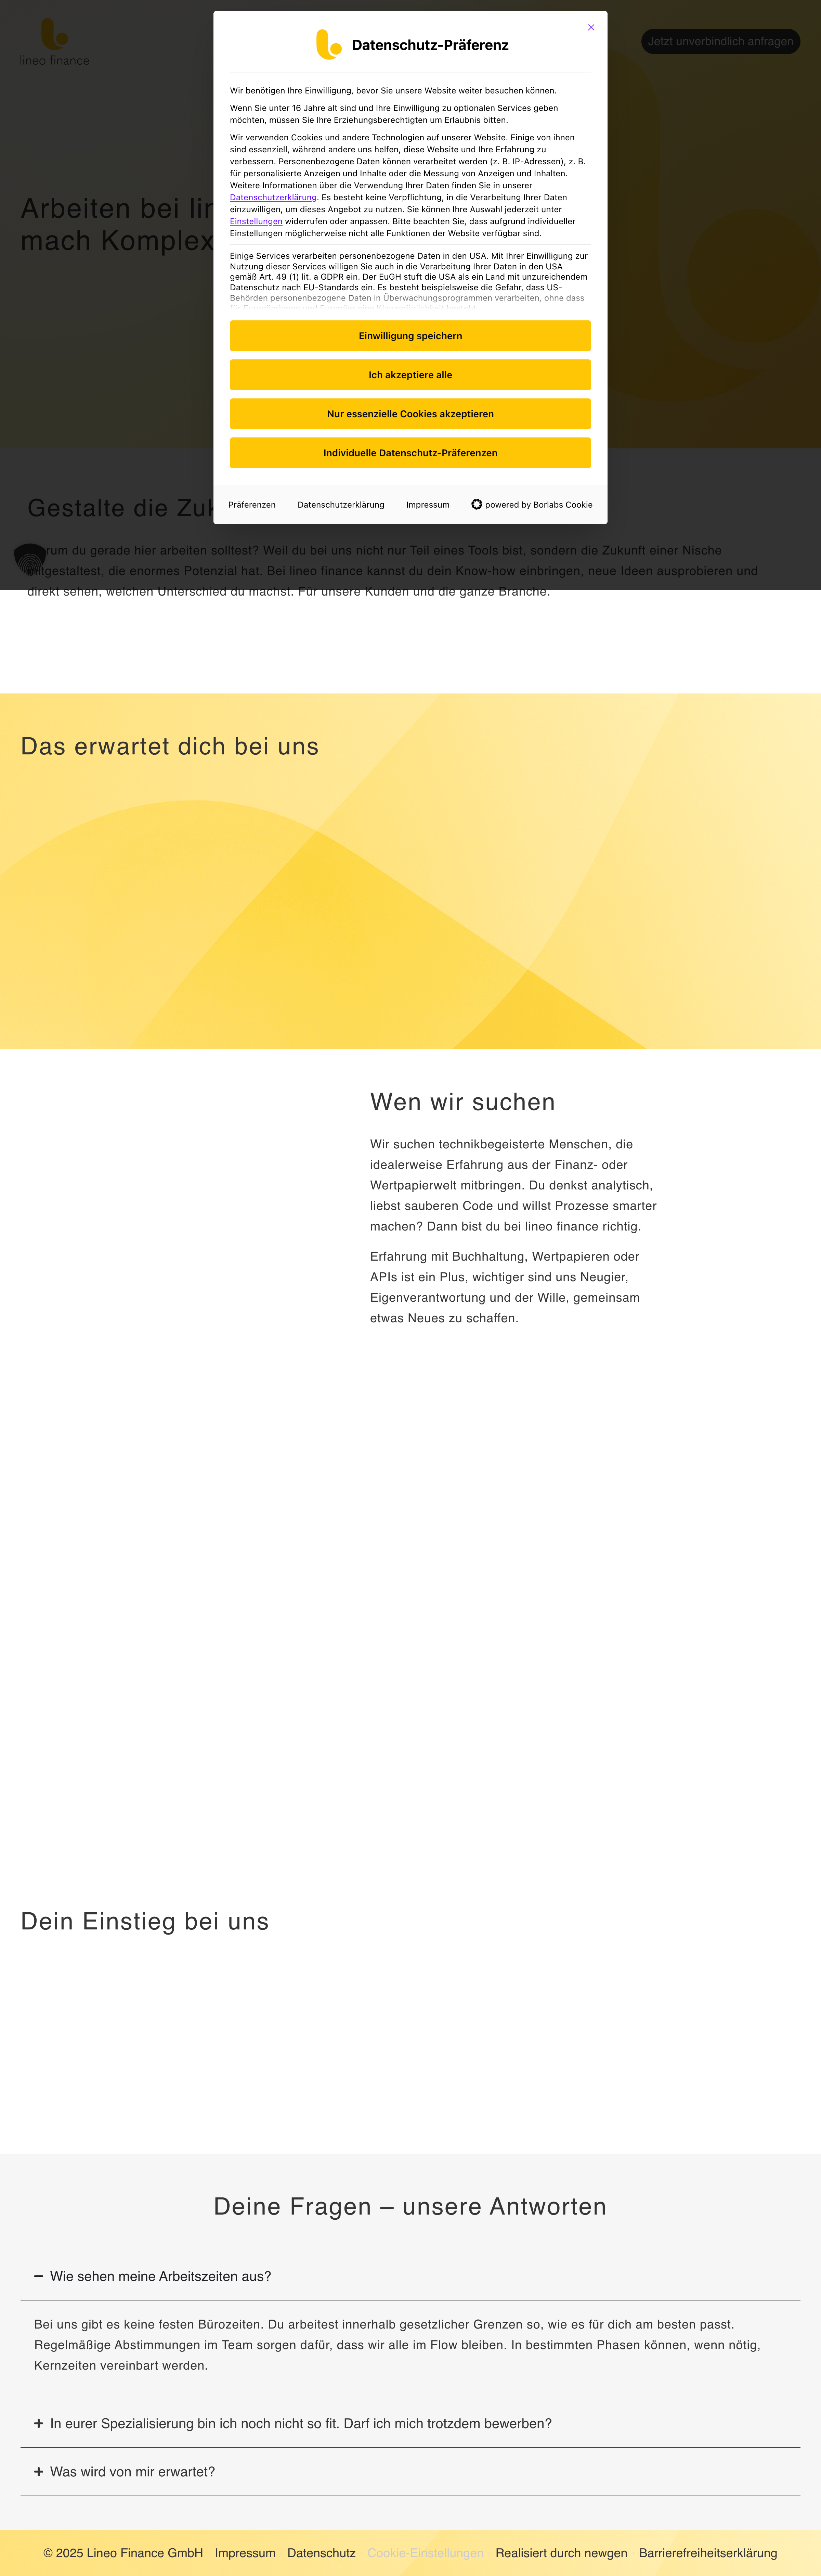 lineo finance
Jetzt unverbindlich anfragen
Datenschutz-Präferenz
Wir benötigen Ihre Einwilligung, bevor Sie unsere Website weiter besuchen können.
Wenn Sie unter 16 Jahre alt sind und Ihre Einwilligung zu optionalen Services geben
möchten, müssen Sie Ihre Erziehungsberechtigten um Erlaubnis bitten.
Wir verwenden Cookies und andere Technologien auf unserer Website. Einige von ihnen
sind essenziell, während andere uns helfen, diese Website und Ihre Erfahrung zu
verbessern. Personenbezogene Daten können verarbeitet werden (z. B. IP-Adressen), z. B.
für personalisierte Anzeigen und Inhalte oder die Messung von Anzeigen und Inhalten.
Weitere Informationen über die Verwendung Ihrer Daten finden Sie in unserer
Datenschutzerklärung. Es besteht keine Verpflichtung, in die Verarbeitung Ihrer Daten
einzuwilligen, um dieses Angebot zu nutzen. Sie können Ihre Auswahl jederzeit unter
Einstellungen widerrufen oder anpassen. Bitte beachten Sie, dass aufgrund individueller
Einstellungen möglicherweise nicht alle Funktionen der Website verfügbar sind.
Einige Services verarbeiten personenbezogene Daten in den USA. Mit Ihrer Einwilligung zur
Nutzung dieser Services willigen Sie auch in die Verarbeitung Ihrer Daten in den USA
gemäß Art. 49 (1) lit. a GDPR ein. Der EuGH stuft die USA als ein Land mit unzureichendem
Datenschutz nach EU-Standards ein. Es besteht beispielsweise die Gefahr, dass US-
Behörden personenbezogene Daten in Überwachungsprogrammen verarbeiten, ohne dass
Einwilligung speichern
Ich akzeptiere alle
Nur essenzielle Cookies akzeptieren
Individuelle Datenschutz-Präferenzen
Präferenzen Datenschutzerklärung Impressum powered by Borlabs Cookie
Arbeiten bei
mach Komplex
Gestalte die
du gerade hier arbeiten solltest? Weil du bei uns nicht nur Teil eines Tools bist, sondern die Zukunft einer Nische
mitgestaltest, die enormes Potenzial hat. Bei lineo finance kannst du dein Know-how einbringen, neue Ideen ausprobieren und
direkt sehen, welchen Unterschied du machst. Für unsere Kunden und die ganze Branche.
Das erwartet dich bei uns
Wen wir suchen
Wir suchen technikbegeisterte Menschen, die
idealerweise Erfahrung aus der Finanz- oder
Wertpapierwelt mitbringen. Du denkst analytisch,
liebst sauberen Code und willst Prozesse smarter
machen? Dann bist du bei lineo finance richtig.
Erfahrung mit Buchhaltung, Wertpapieren oder
APIs ist ein Plus, wichtiger sind uns Neugier,
Eigenverantwortung und der Wille, gemeinsam
etwas Neues zu schaffen.
Dein Einstieg bei uns
Deine Fragen – unsere Antworten
Wie sehen meine Arbeitszeiten aus?
Bei uns gibt es keine festen Bürozeiten. Du arbeitest innerhalb gesetzlicher Grenzen so, wie es für dich am besten passt.
Regelmäßige Abstimmungen im Team sorgen dafür, dass wir alle im Flow bleiben. In bestimmten Phasen können, wenn nötig,
Kernzeiten vereinbart werden.
In eurer Spezialisierung bin ich noch nicht so fit. Darf ich mich trotzdem bewerben?
Was wird von mir erwartet?
© 2025 Lineo Finance GmbH Impressum Datenschutz Cookie-Einstellungen Realisiert durch newgen Barrierefreiheitserklärung